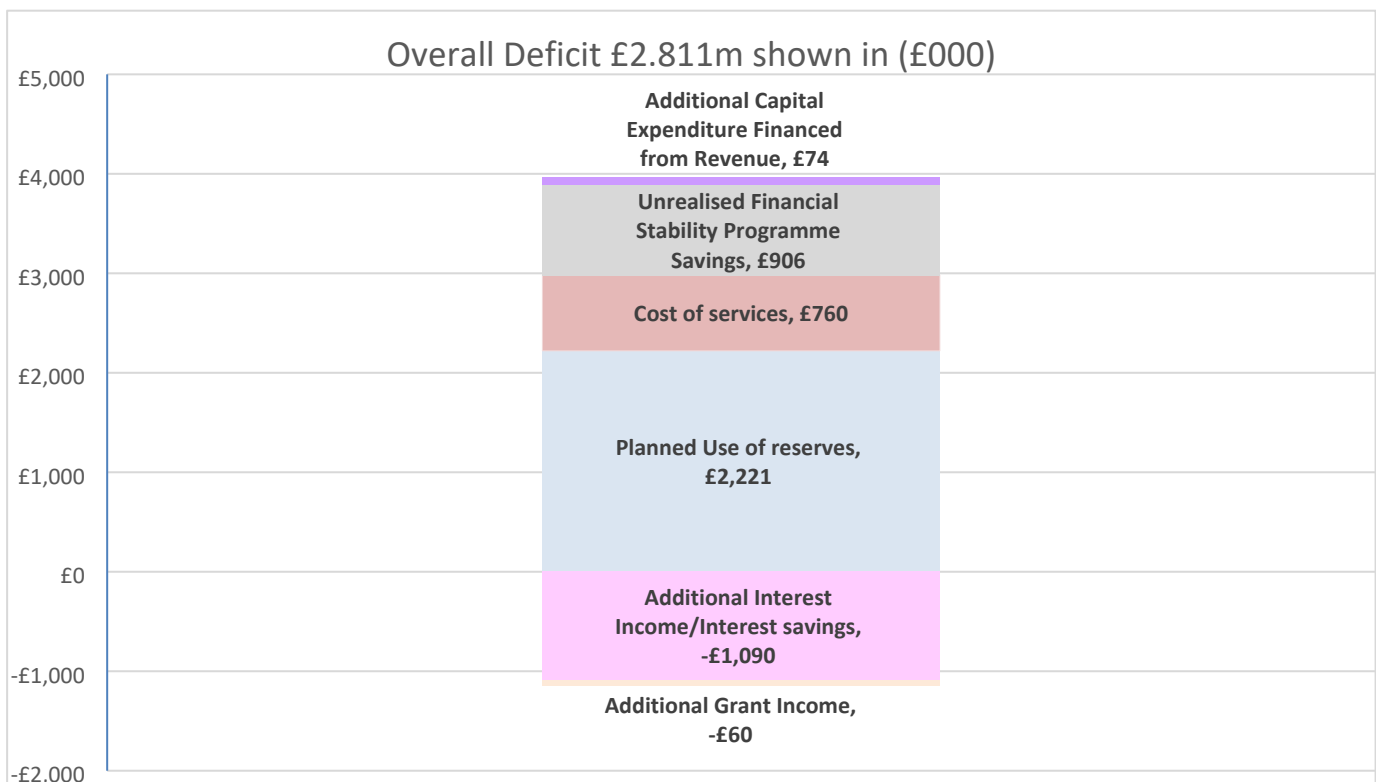 Overall Deficit £2.811m shown in (£000)
£5,000
£4,000
£3,000
£2,000
£1,000
£0
-£1,000
-£2,000
Additional Capital
Expenditure Financed
from Revenue, £74
Unrealised Financial
Stability Programme
Savings, £906
Cost of services, £760
Planned Use of reserves,
£2,221
Additional Interest
Income/Interest savings,
-£1,090
Additional Grant Income,
-£60